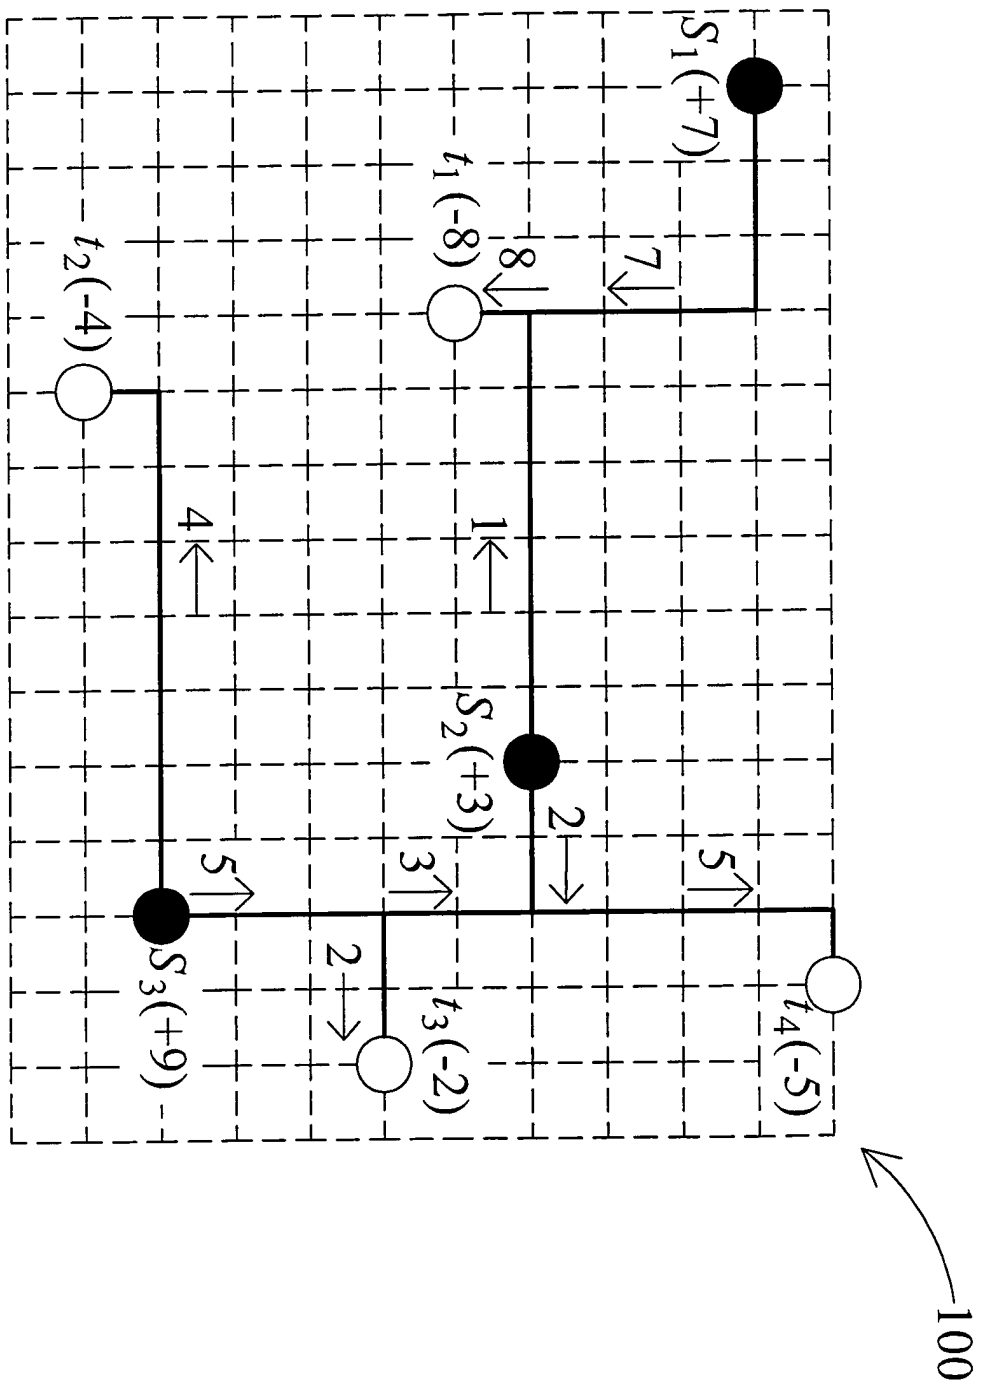 100
t4(-5)
S1(+7)
5
7
2
8
1
S2(+3)
t1(-8)
t3(-2)
3
2
5
4
S3(+9)
t2(-4)